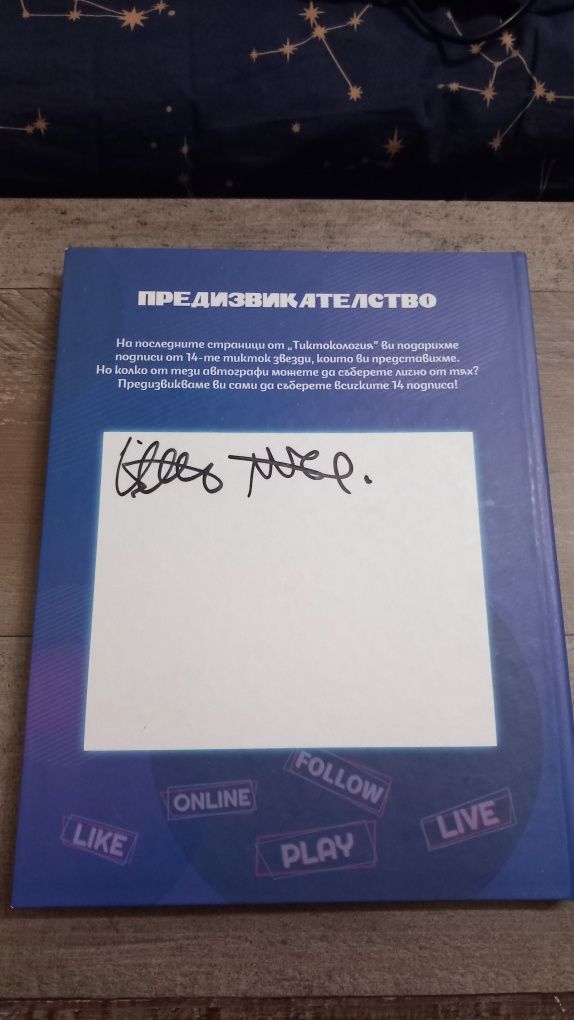 ПРЕДИЗВИКАТЕЛСТВО
На последните страници от „Тиктокология" ви подарихме
подписи от 14-те тикток звезди, които ви представихме.
Но колко от тези автографи можете да съберете лично от тях?
Предизвикваме ви сами да съберете всичките 14 подписа!
FOLLOW
ONLINE
LIVE
LIKE
PLAY